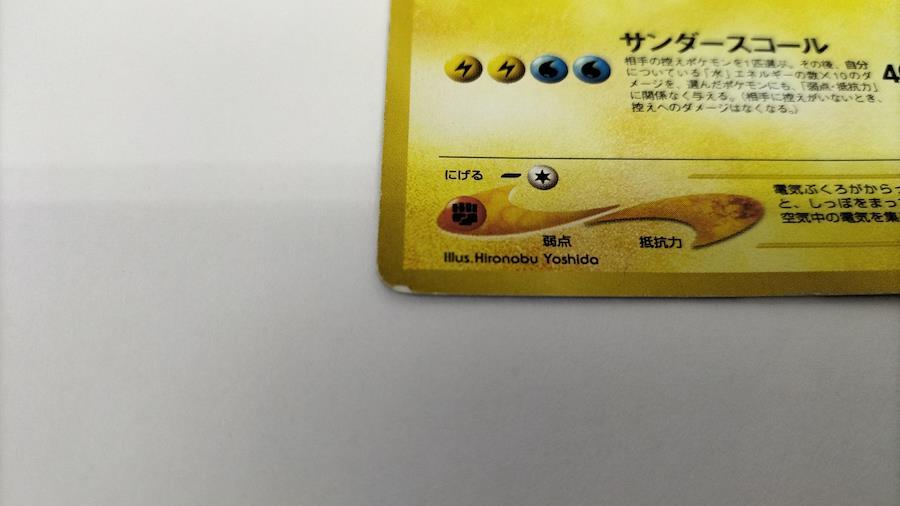 サンダースコール
相手の控えポケモンを1匹選ぶ。その後、自分
についている「水」エネルギーの数×10のダ
メージを、選んだポケモンにも、「弱点・抵抗力」
に関係なく与える。(相手に控えがいないとき、
控えへのダメージはなくなる。)
にげる
電気ぶくろがからっ
と、しっぽをまっ
空気中の電気を集
弱点 抵抗力
Illus.Hironobu Yoshida